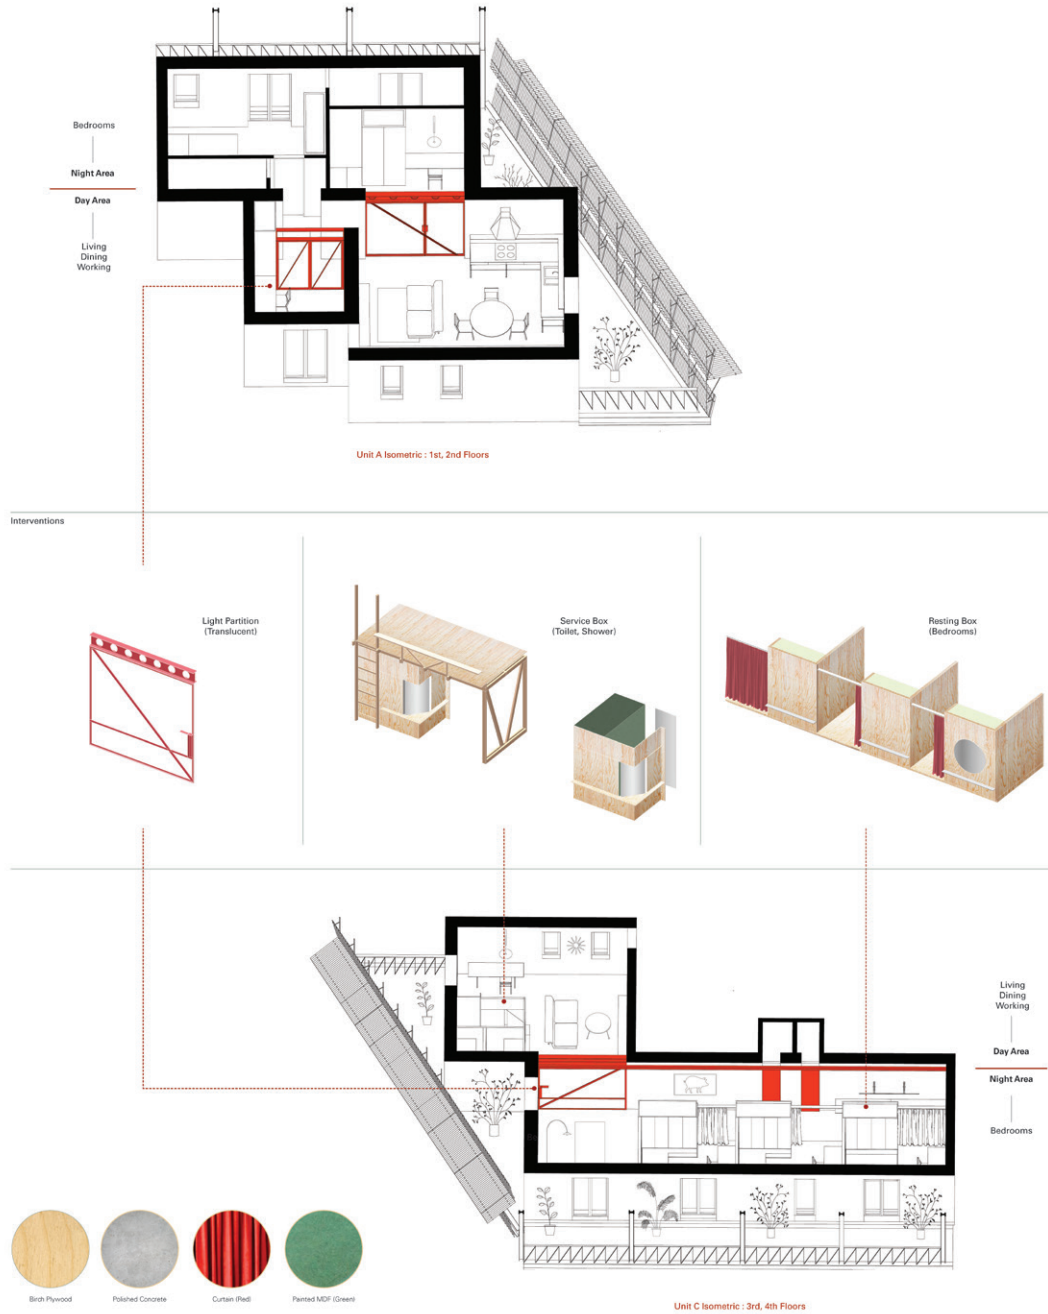 Bedrooms
Night Area
Day Area
Living
Dining
Working
Unit A Isometric : 1st, 2nd Floors
Interventions
Light Partition
(Translucent)
Service Box
(Toilet, Shower)
Resting Box
(Bedrooms)
Living
Dining
Working
Day Area
Night Area
Bedrooms
Birch Plywood
Polished Concrete
Curtain (Red)
Painted MDF (Green)
Unit C Isometric : 3rd, 4th Floors